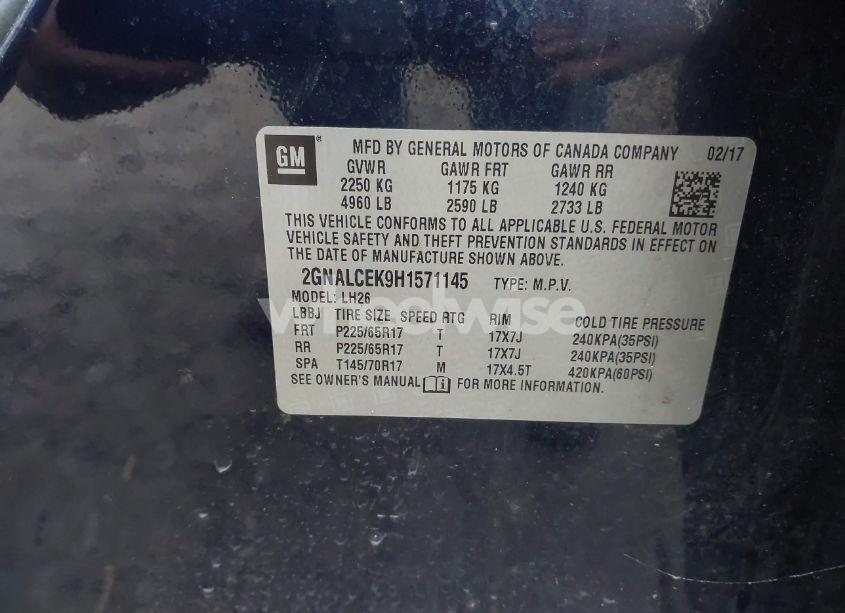 GM ® MFD BY GENERAL MOTORS OF CANADA COMPANY 02/17
GVWR GAWR FRT GAWR RR
2250 KG 1175 KG 1240 KG
4960 LB 2590 LB 2733 LB
THIS VEHICLE CONFORMS TO ALL APPLICABLE U.S. FEDERAL MOTOR
VEHICLE SAFETY AND THEFT PREVENTION STANDARDS IN EFFECT ON
THE DATE OF MANUFACTURE SHOWN ABOVE.
2GNALCEK9H1571145 TYPE: M.P.V.
MODEL: LH26
LBBJ TIRE SIZE SPEED RTG RIM COLD TIRE PRESSURE
FRT P225/65R17 T 17X7J 240KPA(35PSI)
RR P225/65R17 T 17X7J 240KPA(35PSI)
SPA T145/70R17 M 17X4.5T 420KPA(60PSI)
SEE OWNER'S MANUAL FOR MORE INFORMATION.